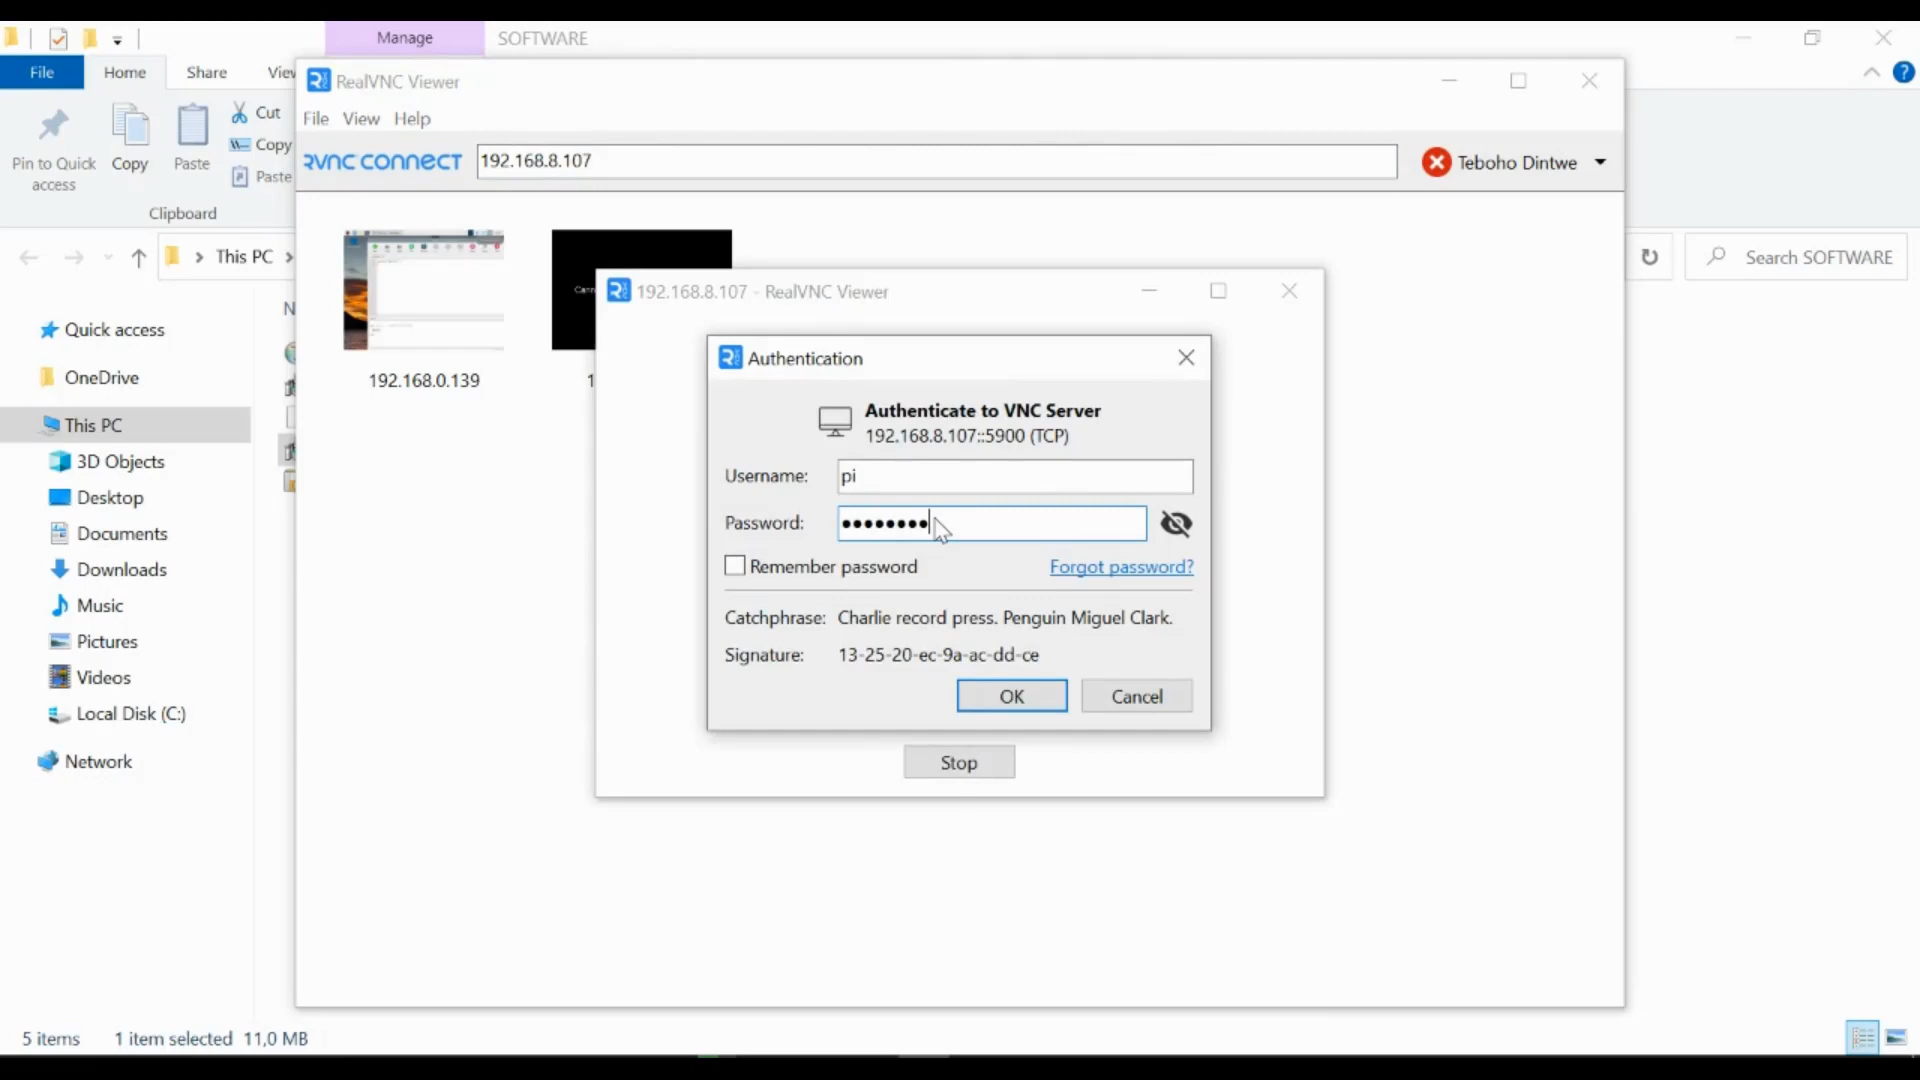 Manage
SOFTWARE
File
Home
Share
View
Pin to Quick access
Copy
Paste
Cut
Copy
Paste
Clipboard
RealVNC Viewer
File View Help
RVNC CONNECT
192.168.8.107
Teboho Dintwe
This PC
Search SOFTWARE
Quick access
OneDrive
This PC
3D Objects
Desktop
Documents
Downloads
Music
Pictures
Videos
Local Disk (C:)
Network
192.168.0.139
192.168.8.107 - RealVNC Viewer
Authentication
Authenticate to VNC Server
192.168.8.107::5900 (TCP)
Username: pi
Password: ••••••••
Remember password
Forgot password?
Catchphrase: Charlie record press. Penguin Miguel Clark.
Signature: 13-25-20-ec-9a-ac-dd-ce
OK
Cancel
Stop
5 items
1 item selected 11,0 MB